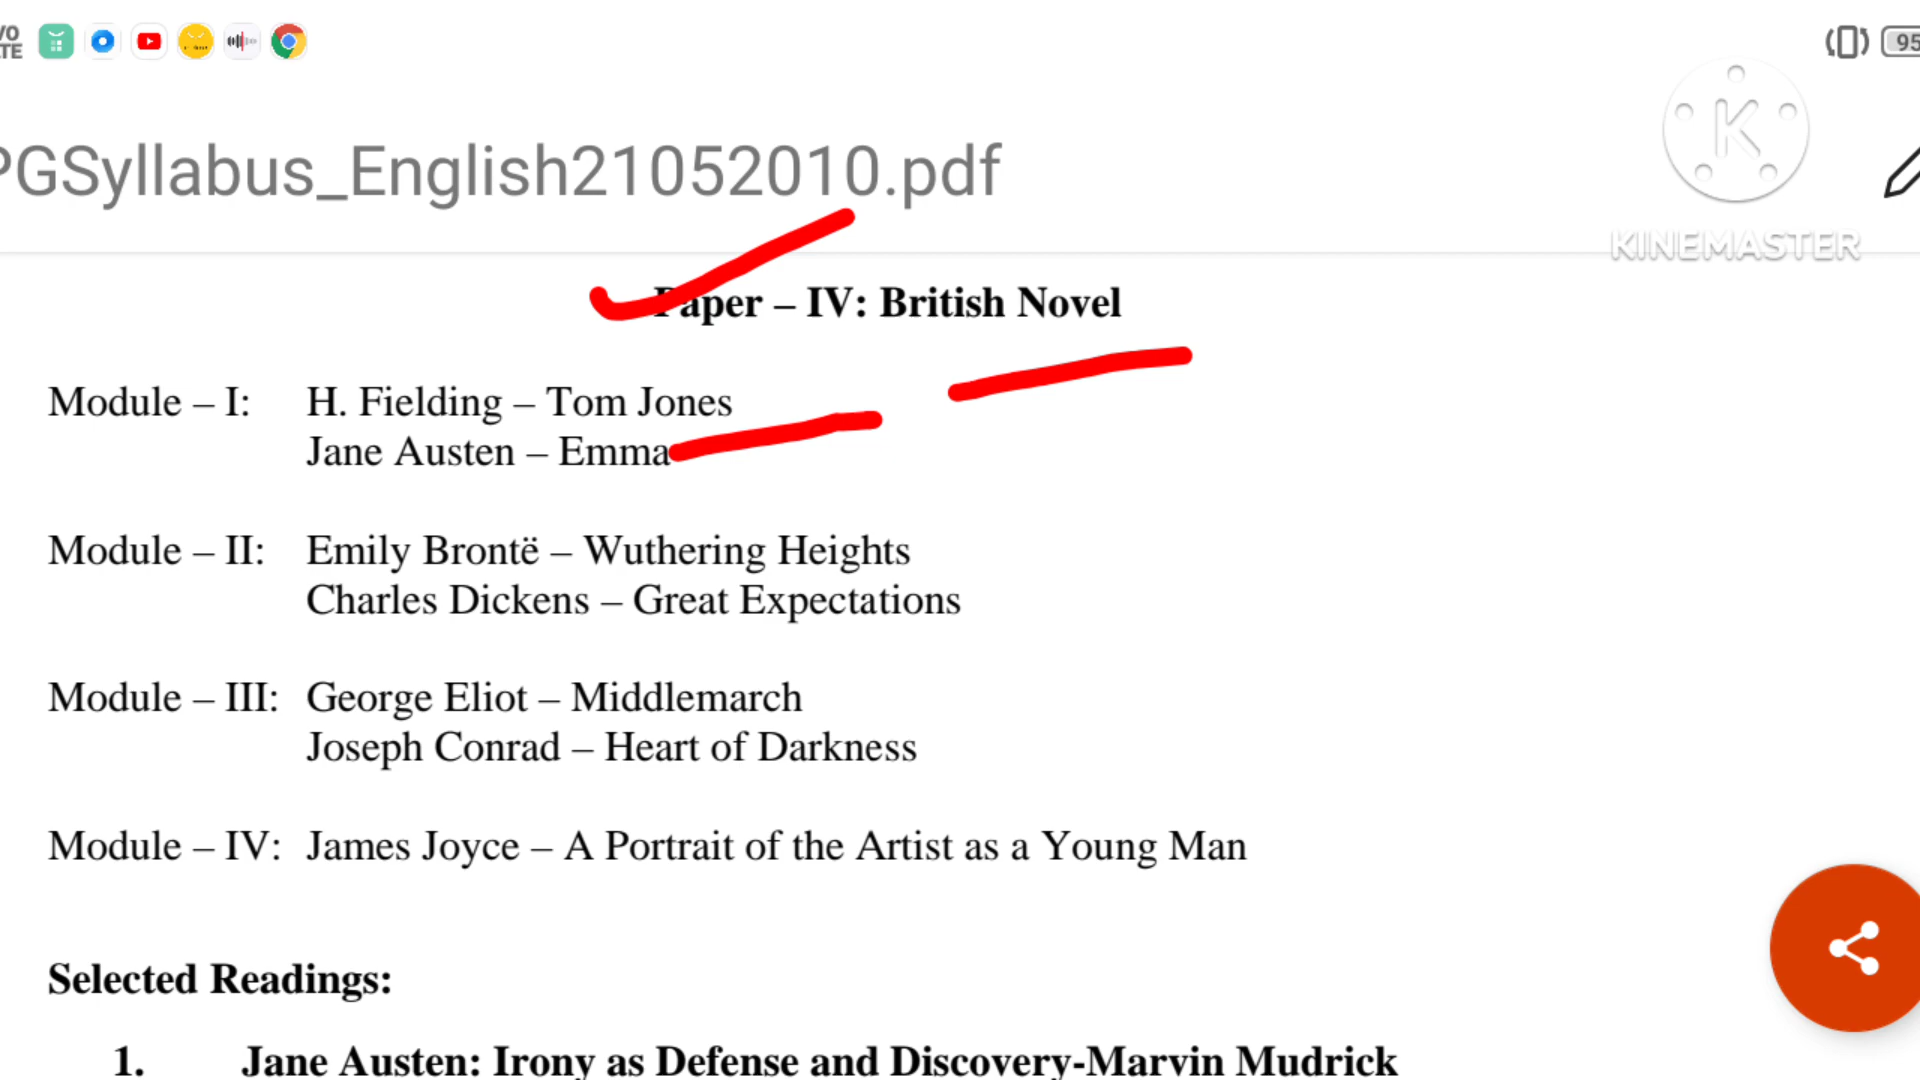 95
PGSyllabus_English21052010.pdf
KINEMASTER
Paper – IV: British Novel
Module – I: H. Fielding – Tom Jones
Jane Austen – Emma
Module – II: Emily Brontë – Wuthering Heights
Charles Dickens – Great Expectations
Module – III: George Eliot – Middlemarch
Joseph Conrad – Heart of Darkness
Module – IV: James Joyce – A Portrait of the Artist as a Young Man
Selected Readings:
1. Jane Austen: Irony as Defense and Discovery-Marvin Mudrick